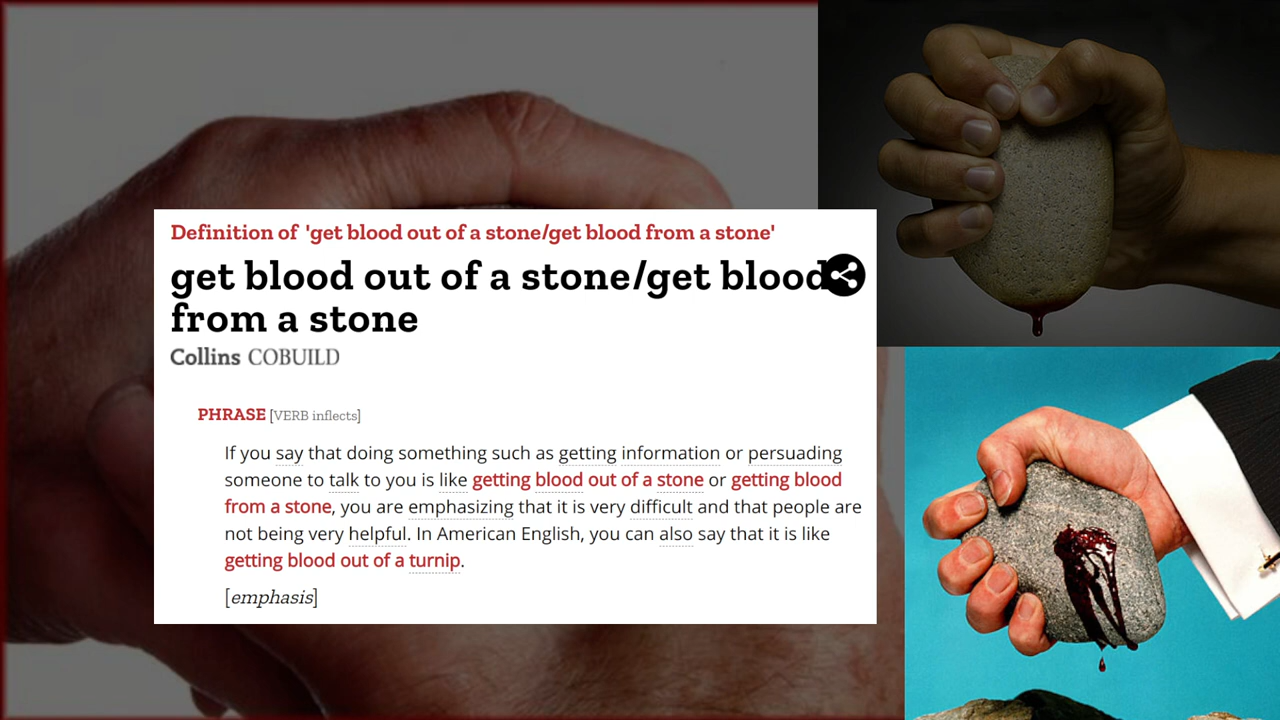 Definition of 'get blood out of a stone/get blood from a stone'
get blood out of a stone/get blood
from a stone
Collins COBUILD
PHRASE [VERB inflects]
If you say that doing something such as getting information or persuading
someone to talk to you is like getting blood out of a stone or getting blood
from a stone, you are emphasizing that it is very difficult and that people are
not being very helpful. In American English, you can also say that it is like
getting blood out of a turnip.
[emphasis]